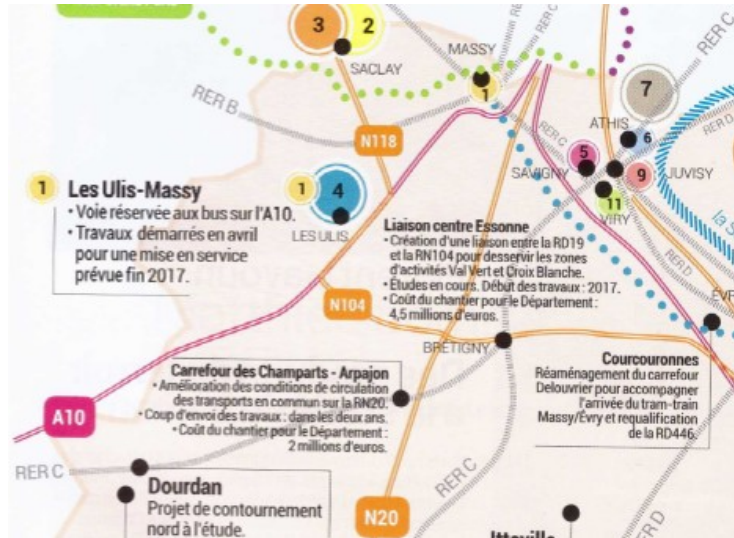 3
2
SACLAY
MASSY
1
RER C
RER B
RER C
RER D
7
ATHIS
6
N118
5
SAVIGNY
9
JUVISY
11
VIRY
RER D
la S
1
Les Ulis-Massy
• Voie réservée aux bus sur l'A10.
• Travaux démarrés en avril
pour une mise en service
prévue fin 2017.
1
4
LES ULIS
Liaison centre Essonne
• Création d'une liaison entre la RD19
et la RN104 pour desservir les zones
d'activités Val Vert et Croix Blanche.
• Études en cours. Début des travaux : 2017.
• Coût du chantier pour le Département :
4,5 millions d'euros.
ÉVR
N104
BRÉTIGNY
Carrefour des Champarts - Arpajon
• Amélioration des conditions de circulation
des transports en commun sur la RN20.
• Coup d'envoi des travaux : dans les deux ans.
• Coût du chantier pour le Département :
2 millions d'euros.
Courcouronnes
Réaménagement du carrefour
Delouvrier pour accompagner
l'arrivée du tram-train
Massy/Évry et requalification
de la RD446.
A10
RER C
Dourdan
Projet de contournement
nord à l'étude.
N20
RER C
RER D
Itteville